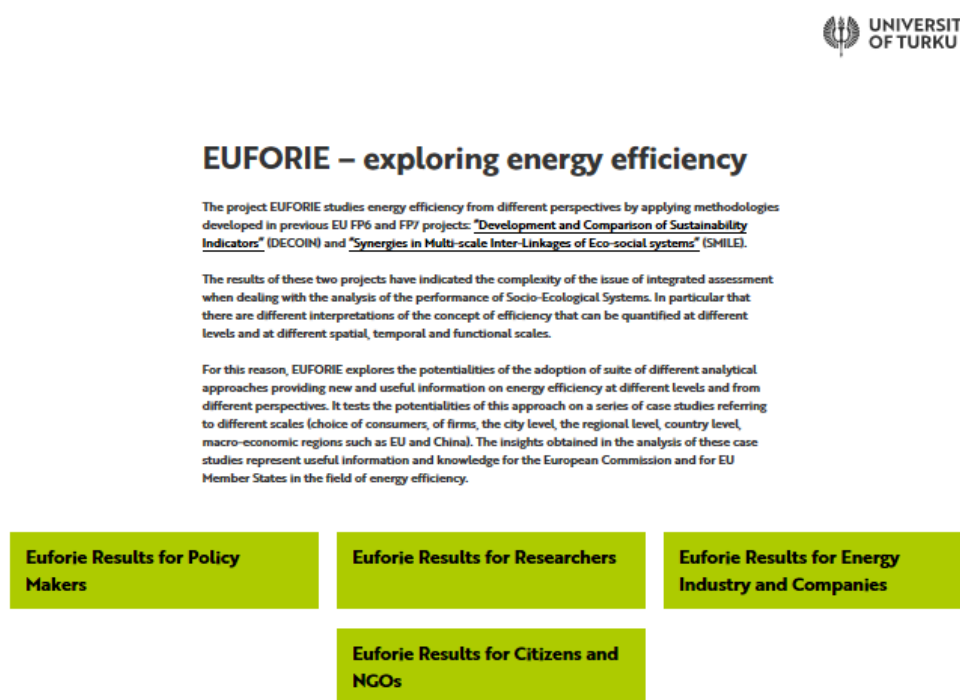 UNIVERSIT
OF TURKU
EUFORIE – exploring energy efficiency
The project EUFORIE studies energy efficiency from different perspectives by applying methodologies
developed in previous EU FP6 and FP7 projects: "Development and Comparison of Sustainability
Indicators" (DECOIN) and "Synergies in Multi-scale Inter-Linkages of Eco-social systems" (SMILE).
The results of these two projects have indicated the complexity of the issue of integrated assessment
when dealing with the analysis of the performance of Socio-Ecological Systems. In particular that
there are different interpretations of the concept of efficiency that can be quantified at different
levels and at different spatial, temporal and functional scales.
For this reason, EUFORIE explores the potentialities of the adoption of suite of different analytical
approaches providing new and useful information on energy efficiency at different levels and from
different perspectives. It tests the potentialities of this approach on a series of case studies referring
to different scales (choice of consumers, of firms, the city level, the regional level, country level,
macro-economic regions such as EU and China). The insights obtained in the analysis of these case
studies represent useful information and knowledge for the European Commission and for EU
Member States in the field of energy efficiency.
Euforie Results for Policy
Makers
Euforie Results for Researchers
Euforie Results for Energy
Industry and Companies
Euforie Results for Citizens and
NGOs